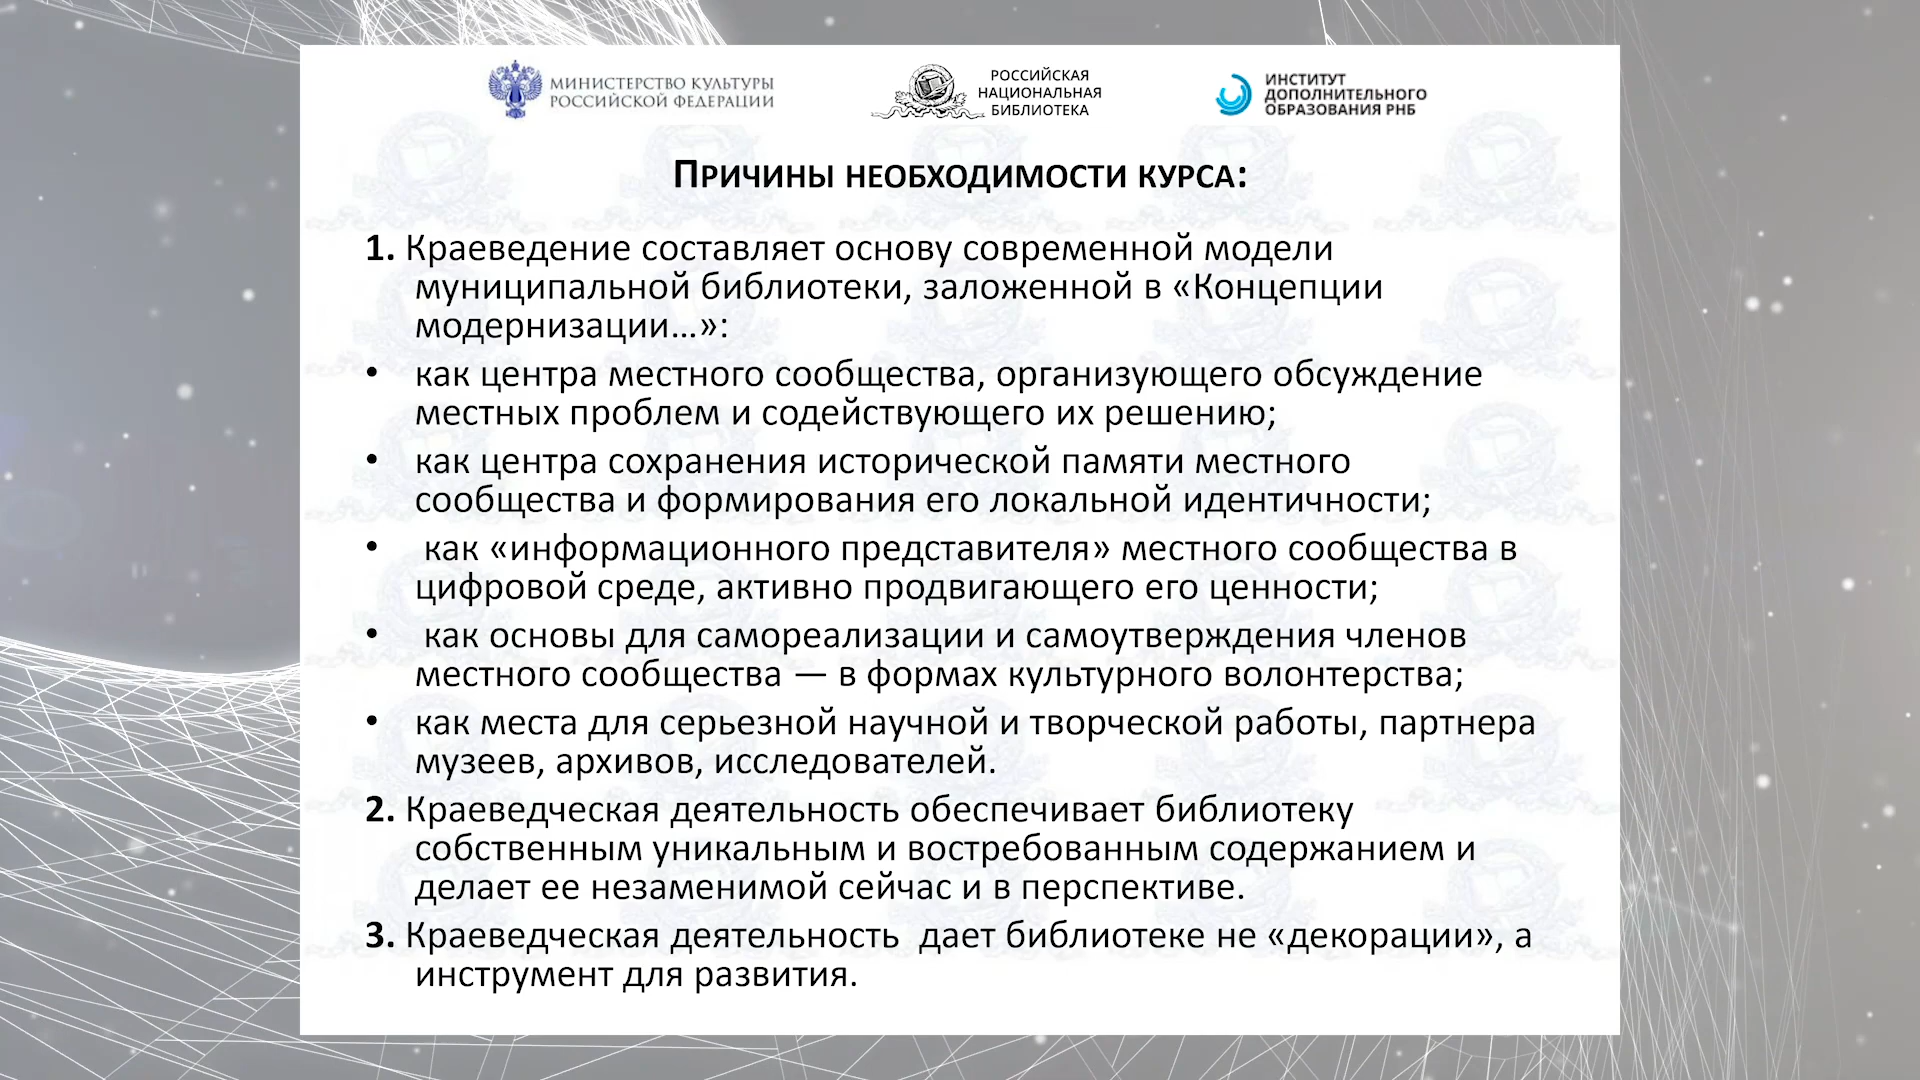 МИНИСТЕРСТВО КУЛЬТУРЫ
РОССИЙСКОЙ ФЕДЕРАЦИИ
РОССИЙСКАЯ
НАЦИОНАЛЬНАЯ
БИБЛИОТЕКА
ИНСТИТУТ
ДОПОЛНИТЕЛЬНОГО
ОБРАЗОВАНИЯ РНБ
ПРИЧИНЫ НЕОБХОДИМОСТИ КУРСА:
1. Краеведение составляет основу современной модели
муниципальной библиотеки, заложенной в «Концепции
модернизации…»:
• как центра местного сообщества, организующего обсуждение
местных проблем и содействующего их решению;
• как центра сохранения исторической памяти местного
сообщества и формирования его локальной идентичности;
• как «информационного представителя» местного сообщества в
цифровой среде, активно продвигающего его ценности;
• как основы для самореализации и самоутверждения членов
местного сообщества — в формах культурного волонтерства;
• как места для серьезной научной и творческой работы, партнера
музеев, архивов, исследователей.
2. Краеведческая деятельность обеспечивает библиотеку
собственным уникальным и востребованным содержанием и
делает ее незаменимой сейчас и в перспективе.
3. Краеведческая деятельность дает библиотеке не «декорации», а
инструмент для развития.